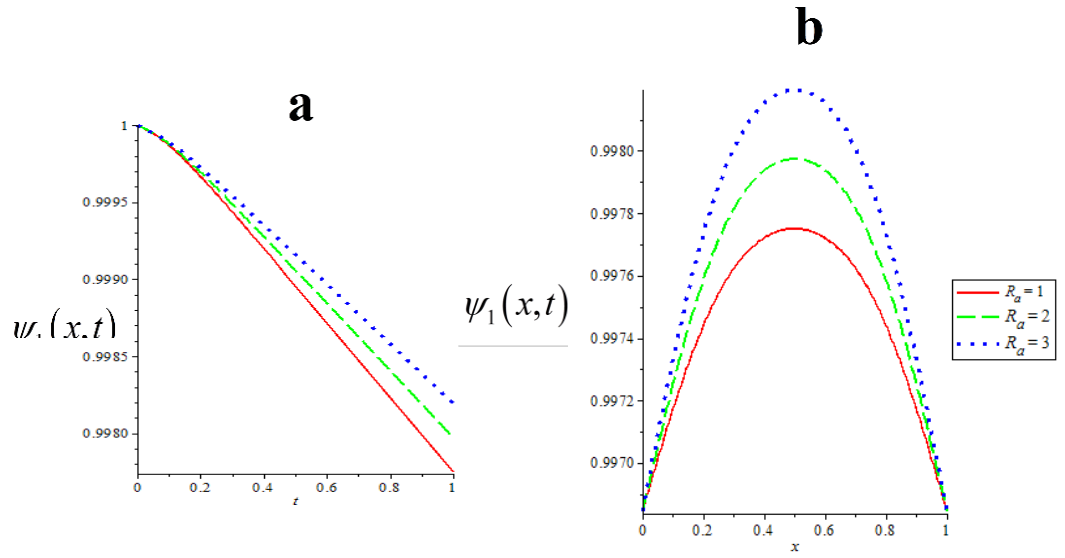 a
1
0.9995
0.9990
ψ₁(x,t)
0.9985
0.9980
0 0.2 0.4 0.6 0.8 1
t
b
0.9980
0.9978
0.9976
ψ₁(x,t)
0.9974
0.9972
0.9970
0 0.2 0.4 0.6 0.8 1
x
Rₐ = 1
Rₐ = 2
Rₐ = 3